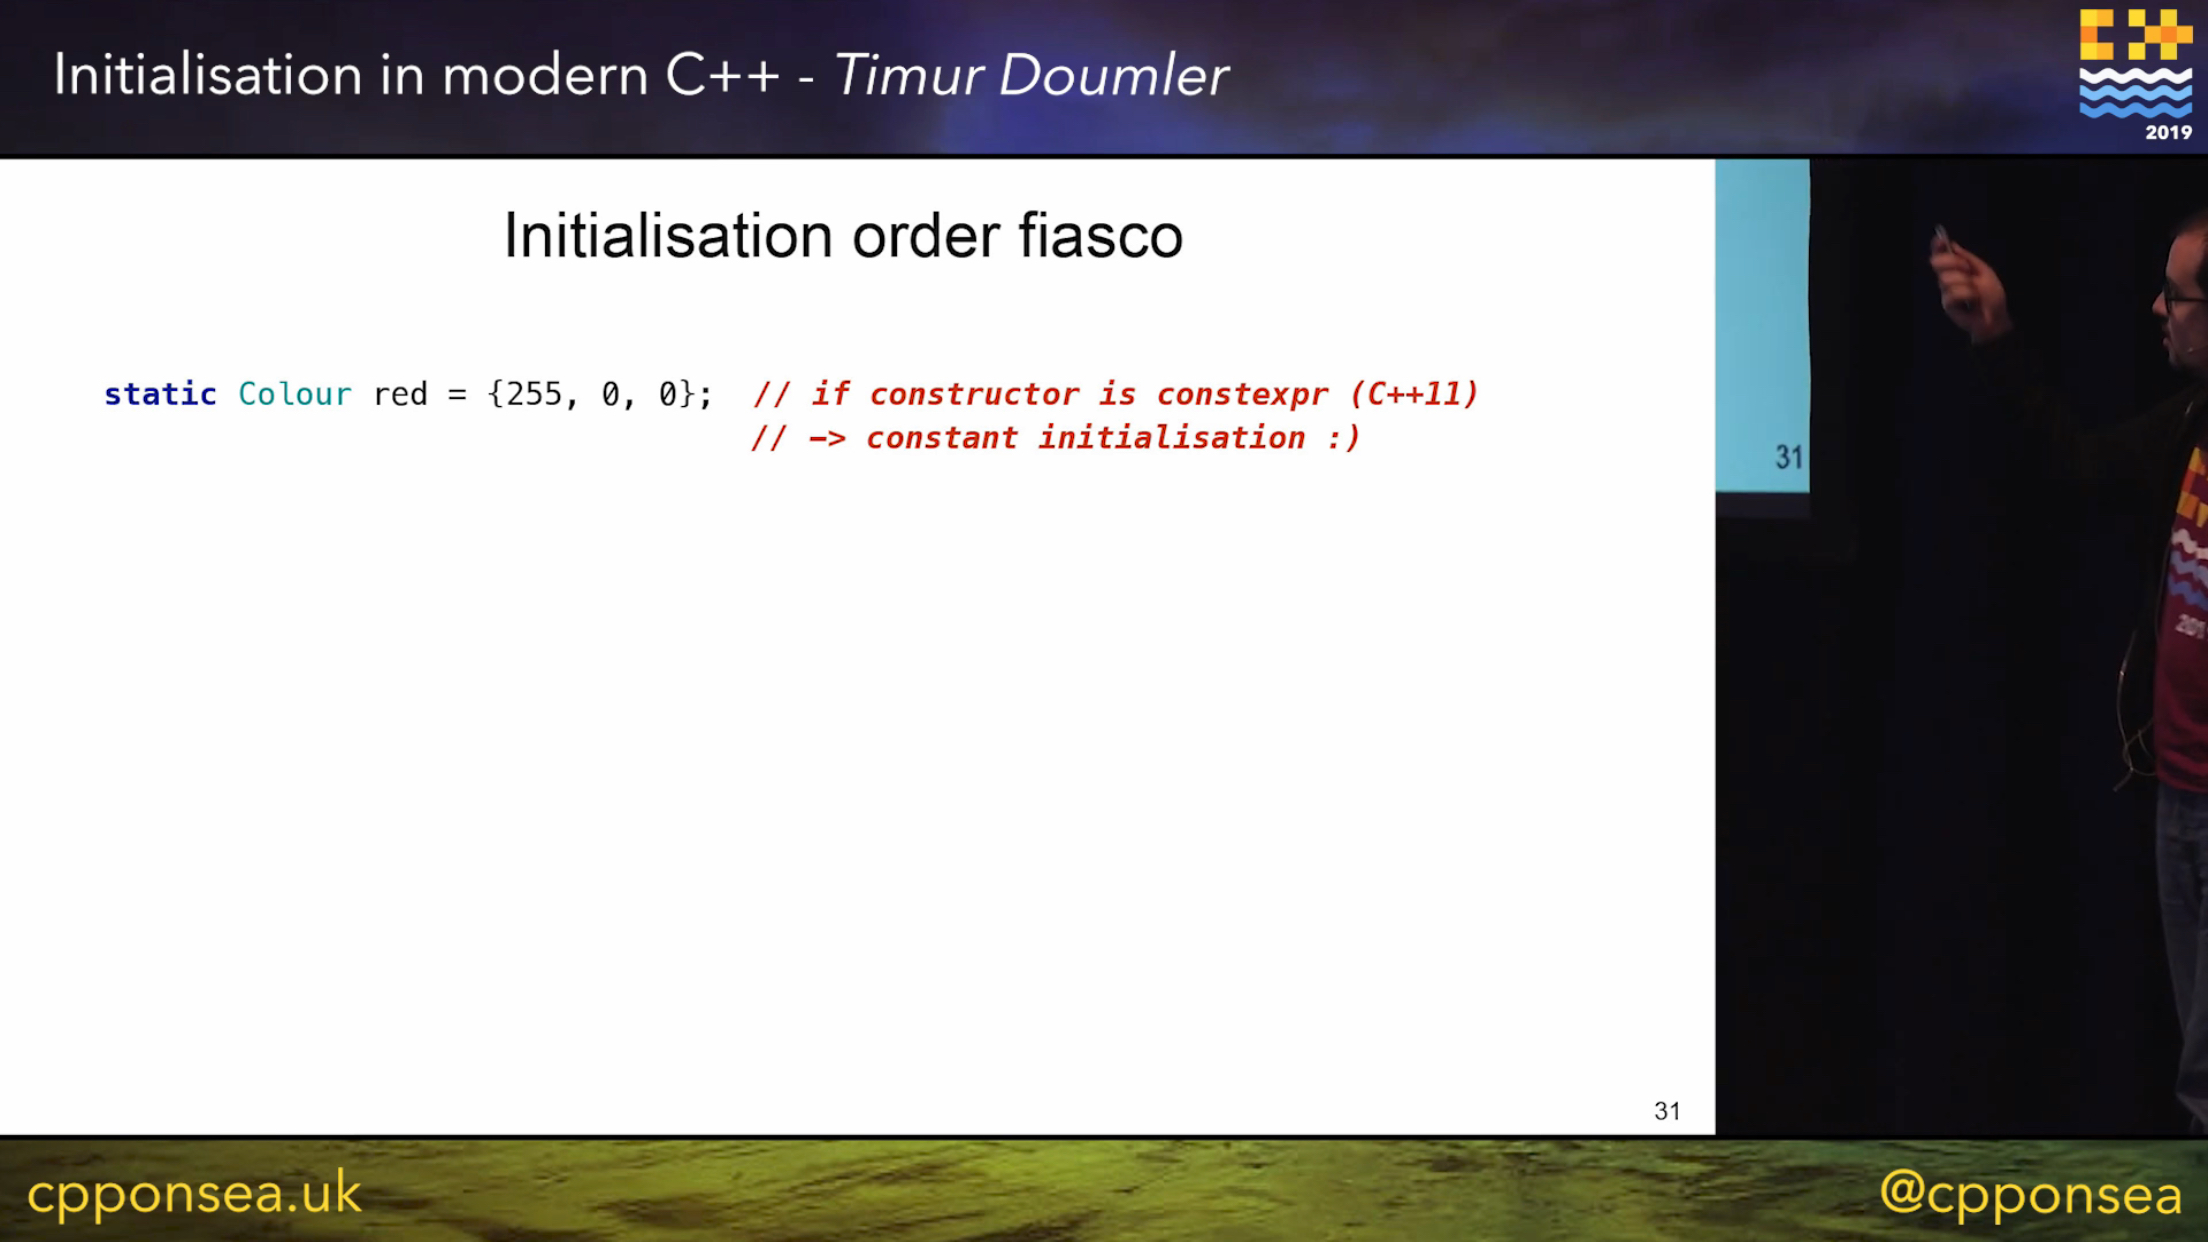 Initialisation in modern C++ - Timur Doumler
2019
Initialisation order fiasco
static Colour red = {255, 0, 0};  // if constructor is constexpr (C++11)
// -> constant initialisation :)
31
31
cpponsea.uk
@cpponsea